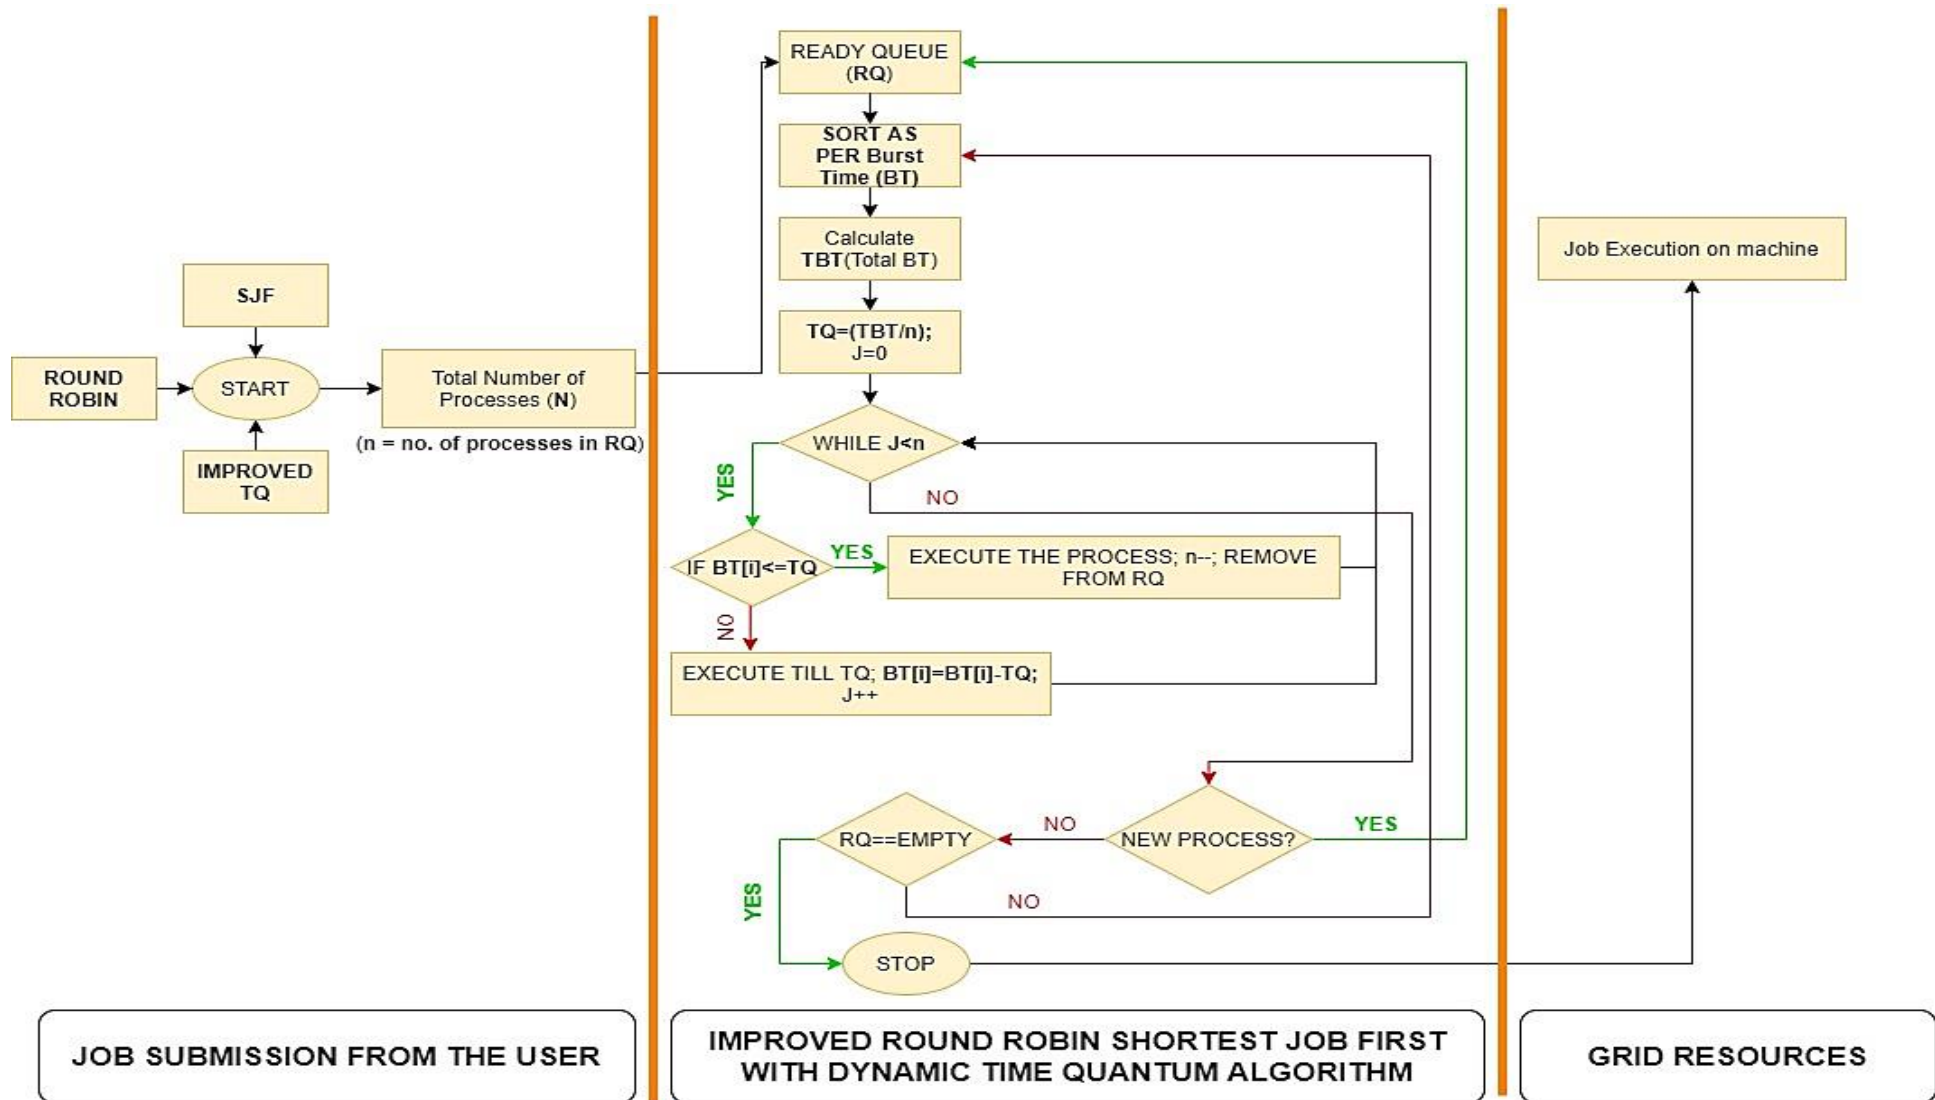 SJF
ROUND
ROBIN
START
IMPROVED
TQ
Total Number of
Processes (N)
(n = no. of processes in RQ)
JOB SUBMISSION FROM THE USER
READY QUEUE
(RQ)
SORT AS
PER Burst
Time (BT)
Calculate
TBT(Total BT)
TQ=(TBT/n);
J=0
WHILE J<n
YES
NO
IF BT[i]<=TQ
YES
EXECUTE THE PROCESS; n--; REMOVE
FROM RQ
NO
EXECUTE TILL TQ; BT[i]=BT[i]-TQ;
J++
NEW PROCESS?
YES
NO
RQ==EMPTY
NO
YES
STOP
IMPROVED ROUND ROBIN SHORTEST JOB FIRST
WITH DYNAMIC TIME QUANTUM ALGORITHM
Job Execution on machine
GRID RESOURCES